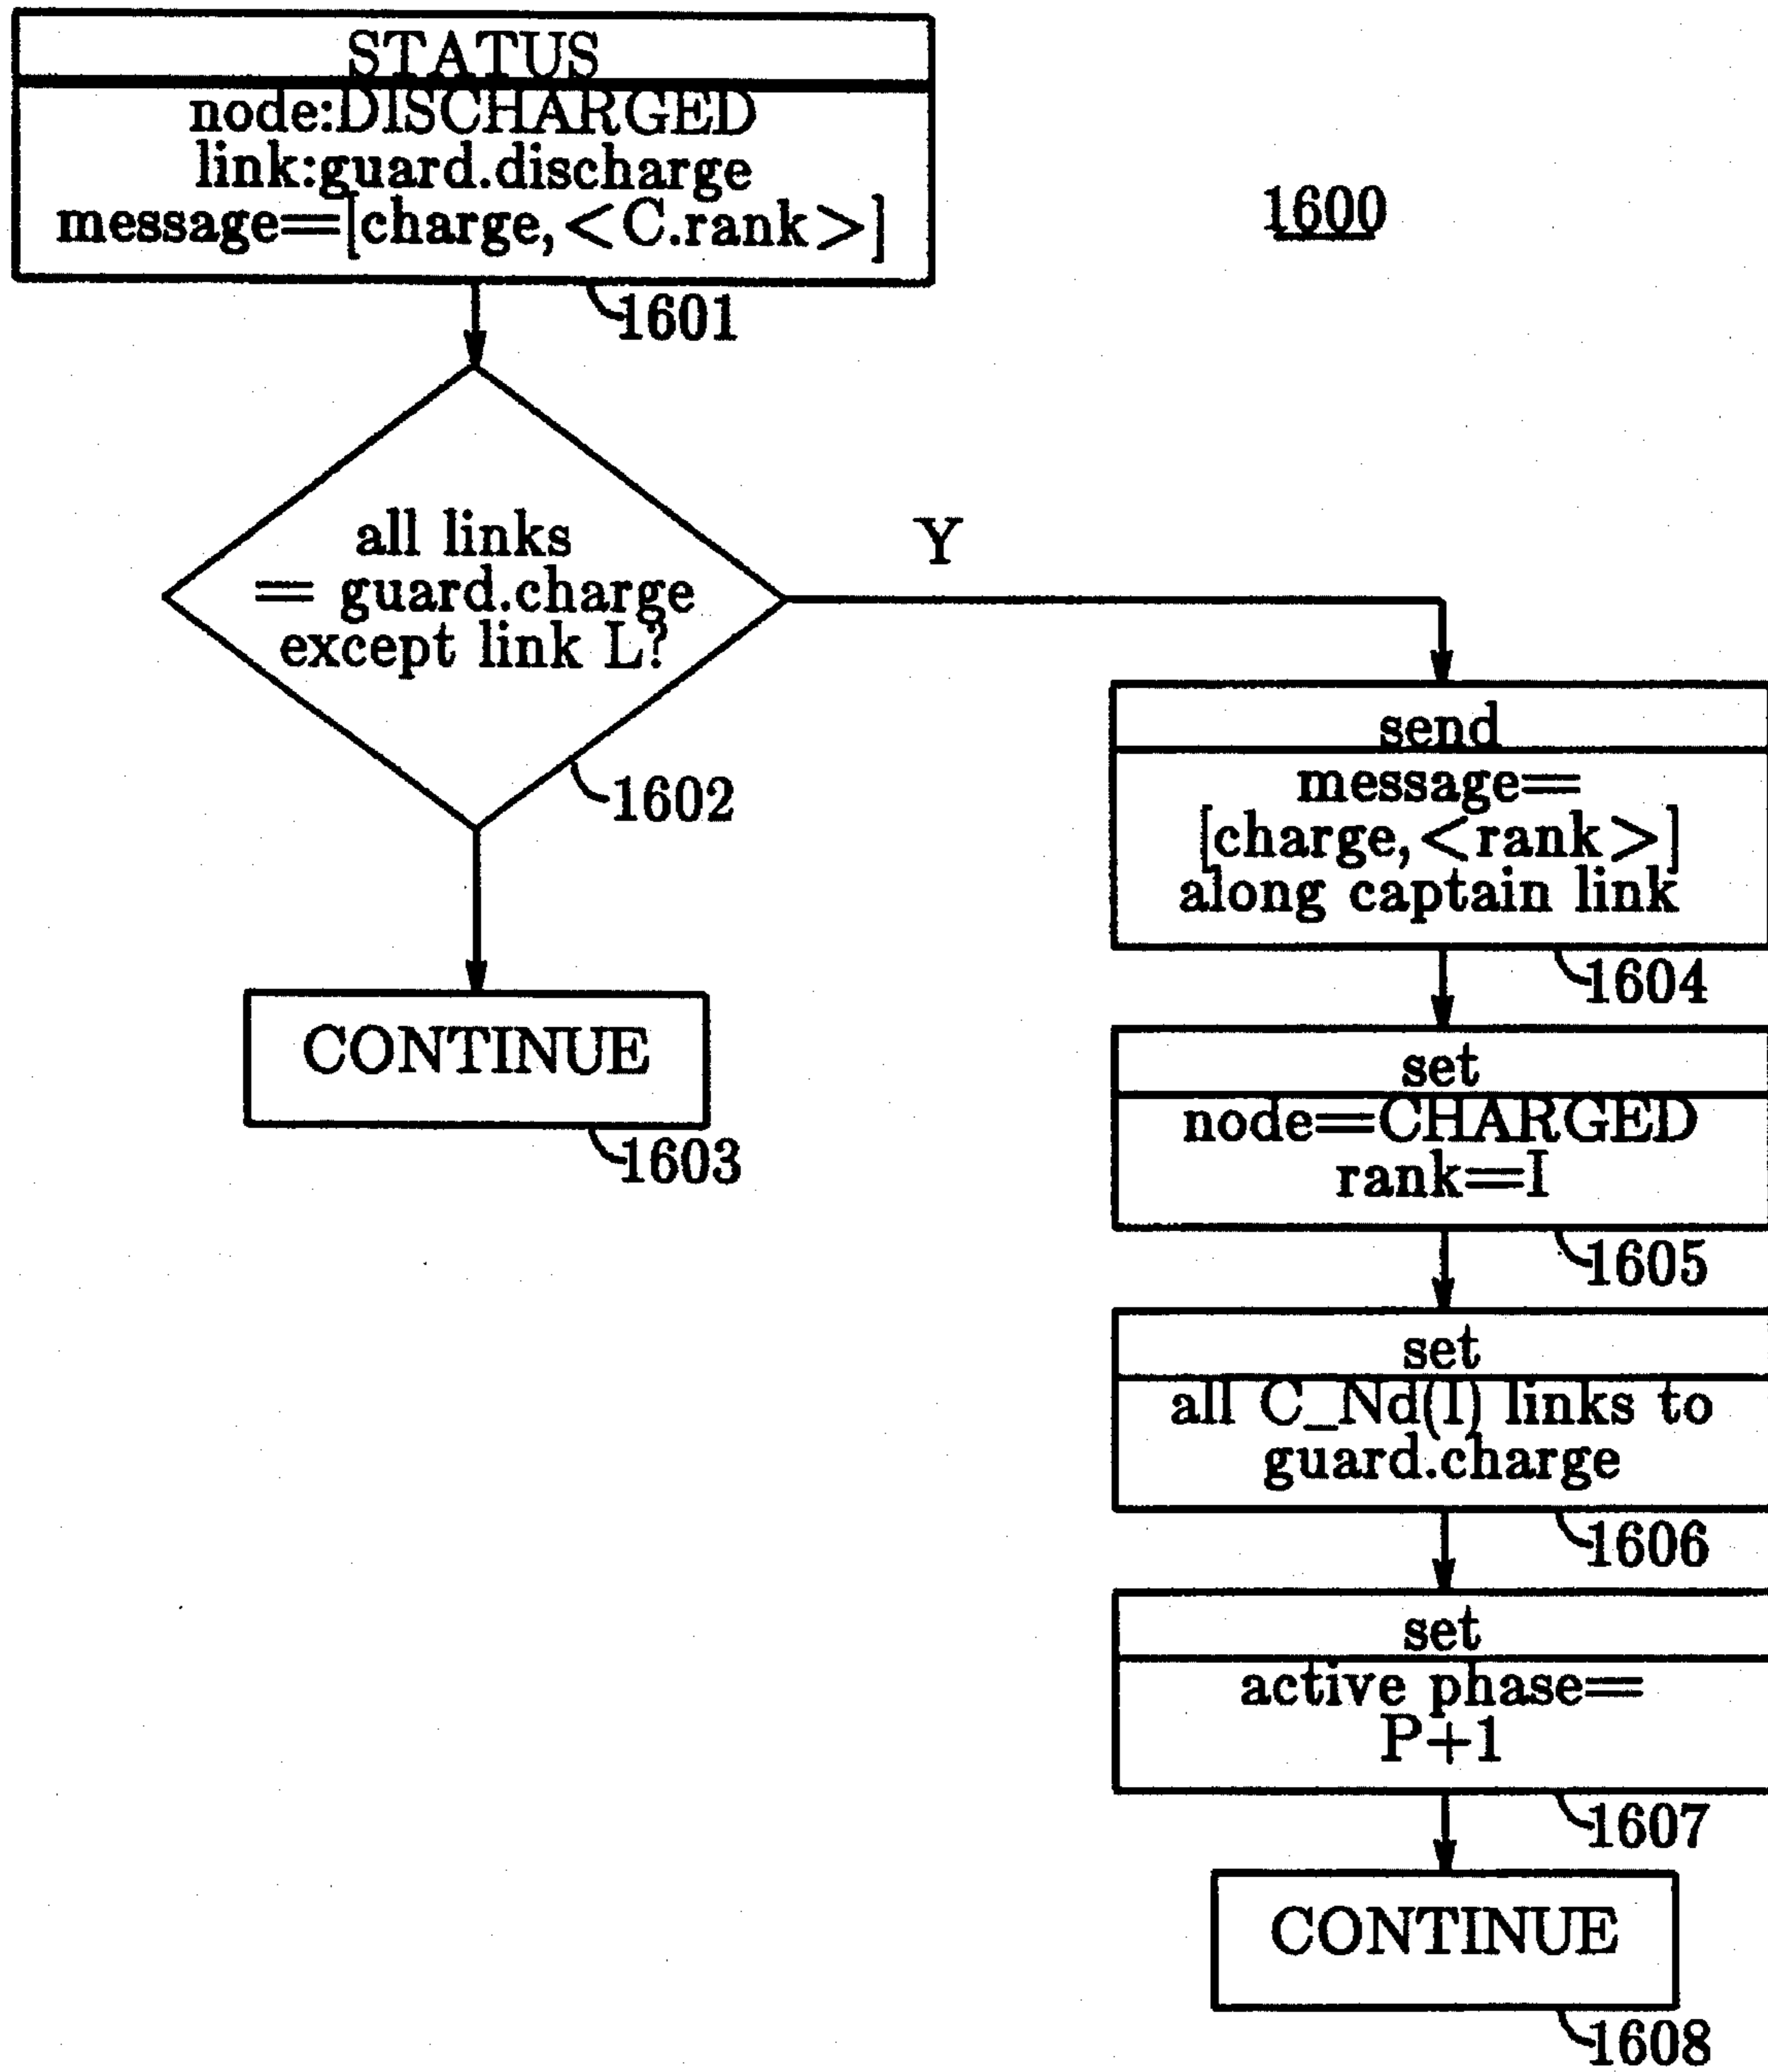 STATUS
node:DISCHARGED
link:guard.discharge
message=[charge,<C.rank>]
1601
1600
all links
= guard.charge
except link L?
1602
Y
CONTINUE
1603
send
message=
[charge,<rank>]
along captain link
1604
set
node=CHARGED
rank=I
1605
set
all C_Nd(I) links to
guard.charge
1606
set
active phase=
P+1
1607
CONTINUE
1608